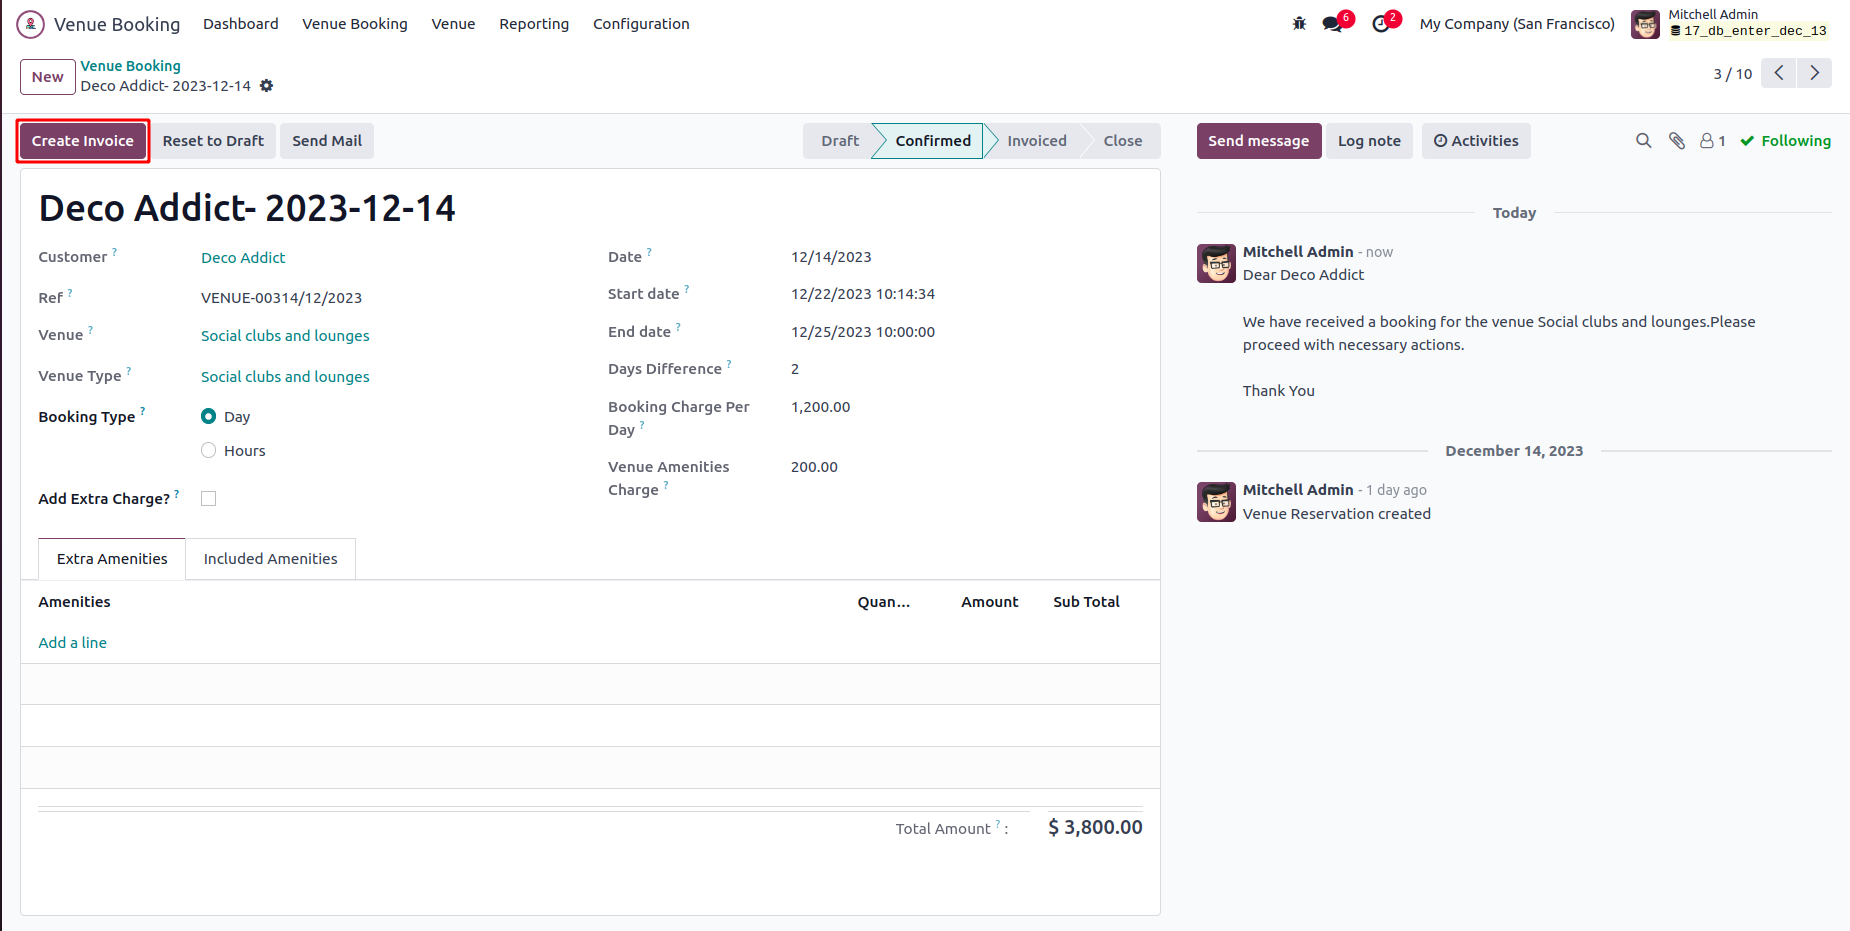 Venue Booking Dashboard Venue Booking Venue Reporting Configuration 6 2 My Company (San Francisco) Mitchell Admin
17_db_enter_dec_13
New Venue Booking
Deco Addict- 2023-12-14
3 / 10
Create Invoice Reset to Draft Send Mail Draft Confirmed Invoiced Close
Send message Log note Activities 1 Following
Deco Addict- 2023-12-14
Customer ? Deco Addict
Ref ? VENUE-00314/12/2023
Venue ? Social clubs and lounges
Venue Type ? Social clubs and lounges
Booking Type ? Day
Hours
Add Extra Charge? ?
Date ? 12/14/2023
Start date ? 12/22/2023 10:14:34
End date ? 12/25/2023 10:00:00
Days Difference ? 2
Booking Charge Per 1,200.00
Day ?
Venue Amenities 200.00
Charge ?
Extra Amenities Included Amenities
Amenities Quan... Amount Sub Total
Add a line
Total Amount ? : $ 3,800.00
Today
Mitchell Admin - now
Dear Deco Addict
We have received a booking for the venue Social clubs and lounges.Please
proceed with necessary actions.
Thank You
December 14, 2023
Mitchell Admin - 1 day ago
Venue Reservation created